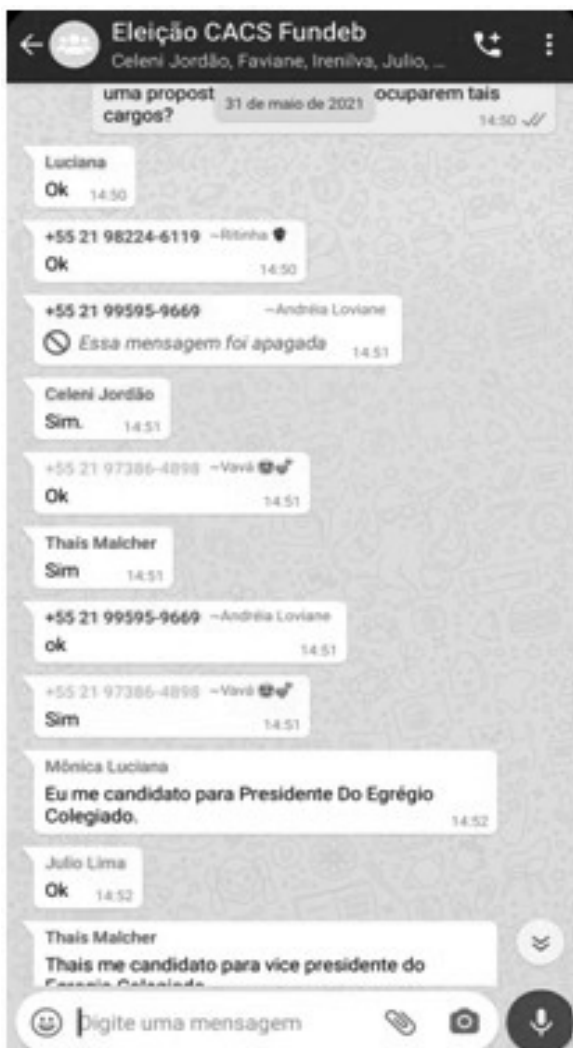 Eleição CACS Fundeb
Celeni Jordão, Faviane, Irenilva, Julio, ...
uma propost ocuparem tais
31 de maio de 2021
cargos?
14:50
Luciana
Ok 14:50
+55 21 98224-6119 ~Ritinha
Ok 14:50
+55 21 99595-9669 ~Andréia Loviane
Essa mensagem foi apagada 14:51
Celeni Jordão
Sim. 14:51
+55 21 97386-4898 ~Vavá
Ok 14:51
Thais Malcher
Sim 14:51
+55 21 99595-9669 ~Andréia Loviane
ok 14:51
+55 21 97386-4898 ~Vavá
Sim 14:51
Mônica Luciana
Eu me candidato para Presidente Do Egrégio
Colegiado. 14:52
Julio Lima
Ok 14:52
Thais Malcher
Thais me candidato para vice presidente do
Egregio Colegiado
Digite uma mensagem